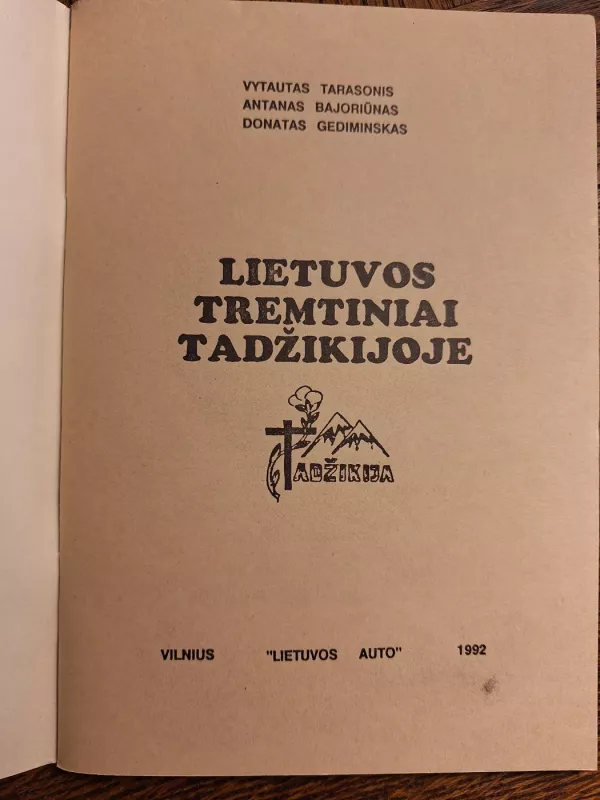 VYTAUTAS TARASONIS
ANTANAS BAJORIŪNAS
DONATAS GEDIMINSKAS
LIETUVOS
TREMTINIAI
TADŽIKIJOJE
TADŽIKIJA
VILNIUS "LIETUVOS AUTO" 1992